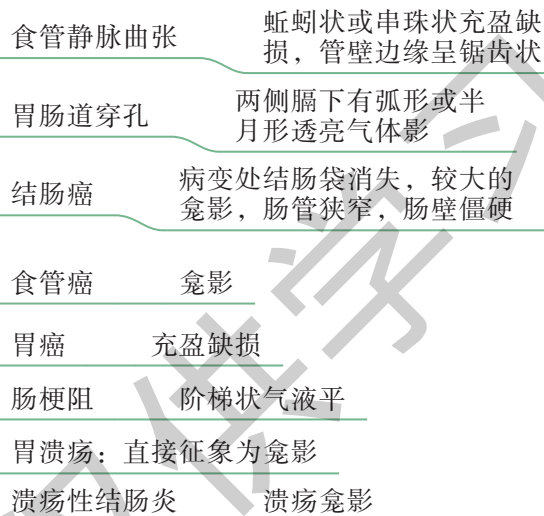 食管静脉曲张
蚯蚓状或串珠状充盈缺
损，管壁边缘呈锯齿状
胃肠道穿孔
两侧膈下有弧形或半
月形透亮气体影
结肠癌
病变处结肠袋消失，较大的
龛影，肠管狭窄，肠壁僵硬
食管癌 龛影
胃癌 充盈缺损
肠梗阻 阶梯状气液平
胃溃疡：直接征象为龛影
溃疡性结肠炎 溃疡龛影